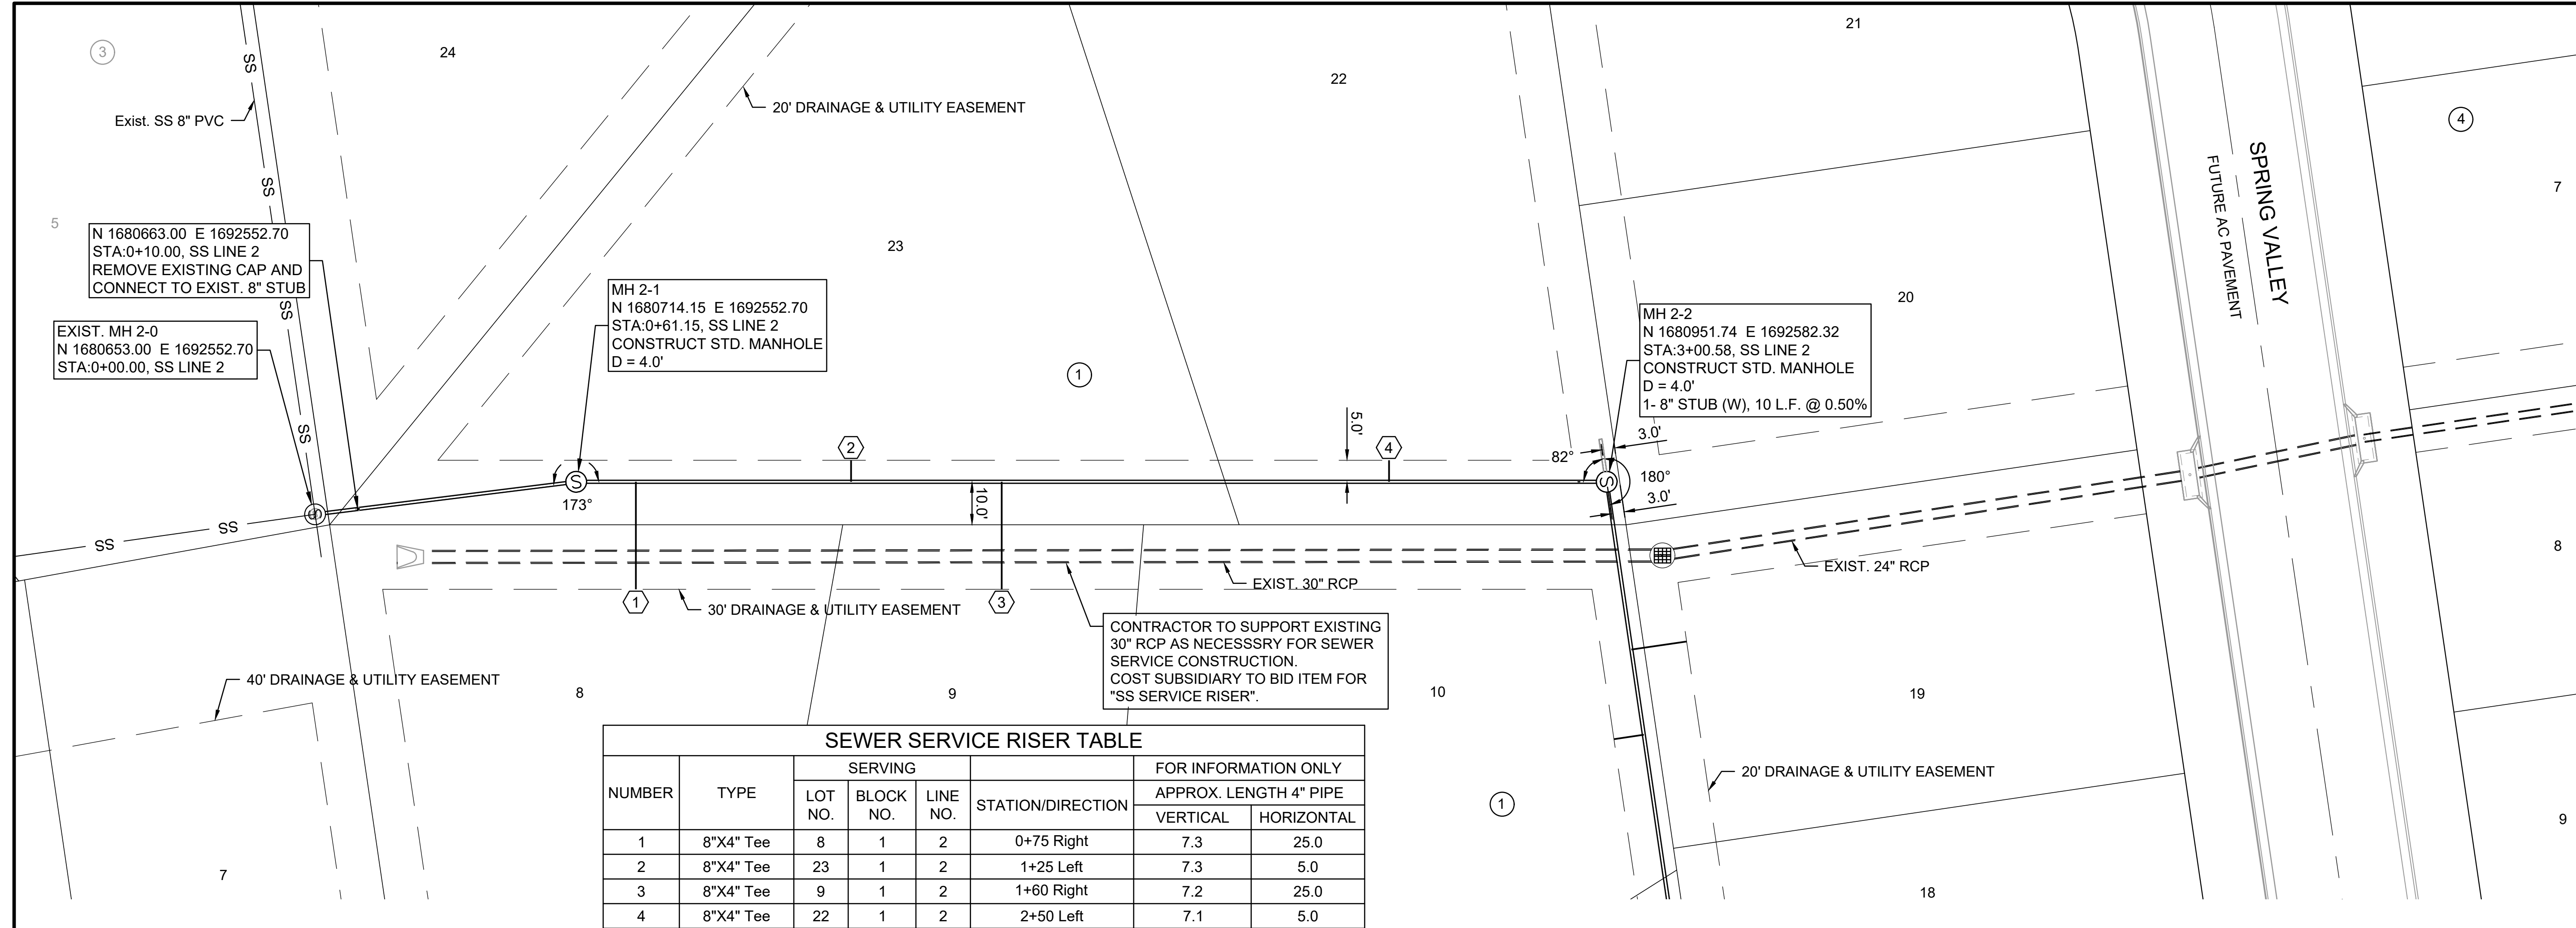 3
24
21
22
Exist. SS 8" PVC
20' DRAINAGE & UTILITY EASEMENT
4
SS
SS
SS
SS
SS
SS
SPRING VALLEY
FUTURE AC PAVEMENT
7
5
23
N 1680663.00 E 1692552.70
STA:0+10.00, SS LINE 2
REMOVE EXISTING CAP AND
CONNECT TO EXIST. 8" STUB
EXIST. MH 2-0
N 1680653.00 E 1692552.70
STA:0+00.00, SS LINE 2
MH 2-1
N 1680714.15 E 1692552.70
STA:0+61.15, SS LINE 2
CONSTRUCT STD. MANHOLE
D = 4.0'
20
MH 2-2
N 1680951.74 E 1692582.32
STA:3+00.58, SS LINE 2
CONSTRUCT STD. MANHOLE
D = 4.0'
1- 8" STUB (W), 10 L.F. @ 0.50%
1
5.0'
2
4
3.0'
82°
180°
3.0'
S
S
S
173°
10.0'
EXIST. 24" RCP
8
EXIST. 30" RCP
1
3
30' DRAINAGE & UTILITY EASEMENT
CONTRACTOR TO SUPPORT EXISTING
30" RCP AS NECESSSRY FOR SEWER
SERVICE CONSTRUCTION.
COST SUBSIDIARY TO BID ITEM FOR
"SS SERVICE RISER".
40' DRAINAGE & UTILITY EASEMENT
8
9
10
19
20' DRAINAGE & UTILITY EASEMENT
1
9
7
18
SEWER SERVICE RISER TABLE
NUMBER TYPE SERVING STATION/DIRECTION FOR INFORMATION ONLY
LOT NO. BLOCK NO. LINE NO. APPROX. LENGTH 4" PIPE
VERTICAL HORIZONTAL
1 8"X4" Tee 8 1 2 0+75 Right 7.3 25.0
2 8"X4" Tee 23 1 2 1+25 Left 7.3 5.0
3 8"X4" Tee 9 1 2 1+60 Right 7.2 25.0
4 8"X4" Tee 22 1 2 2+50 Left 7.1 5.0